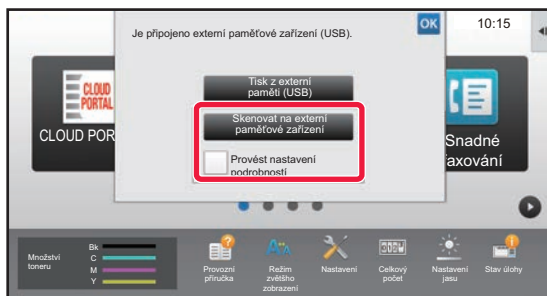 Je připojeno externí paměťové zařízení (USB).
OK
10:15
Tisk z externí
paměti (USB)
Skenovat na externí
paměťové zařízení
Provést nastavení
podrobností
CLOUD
PORTAL
CLOUD POR
Snadné
faxování
Množství
toneru
Bk
C
M
Y
Provozní
příručka
Režim
zvětšího
zobrazení
Nastavení
Celkový
počet
Nastavení
jasu
Stav úlohy